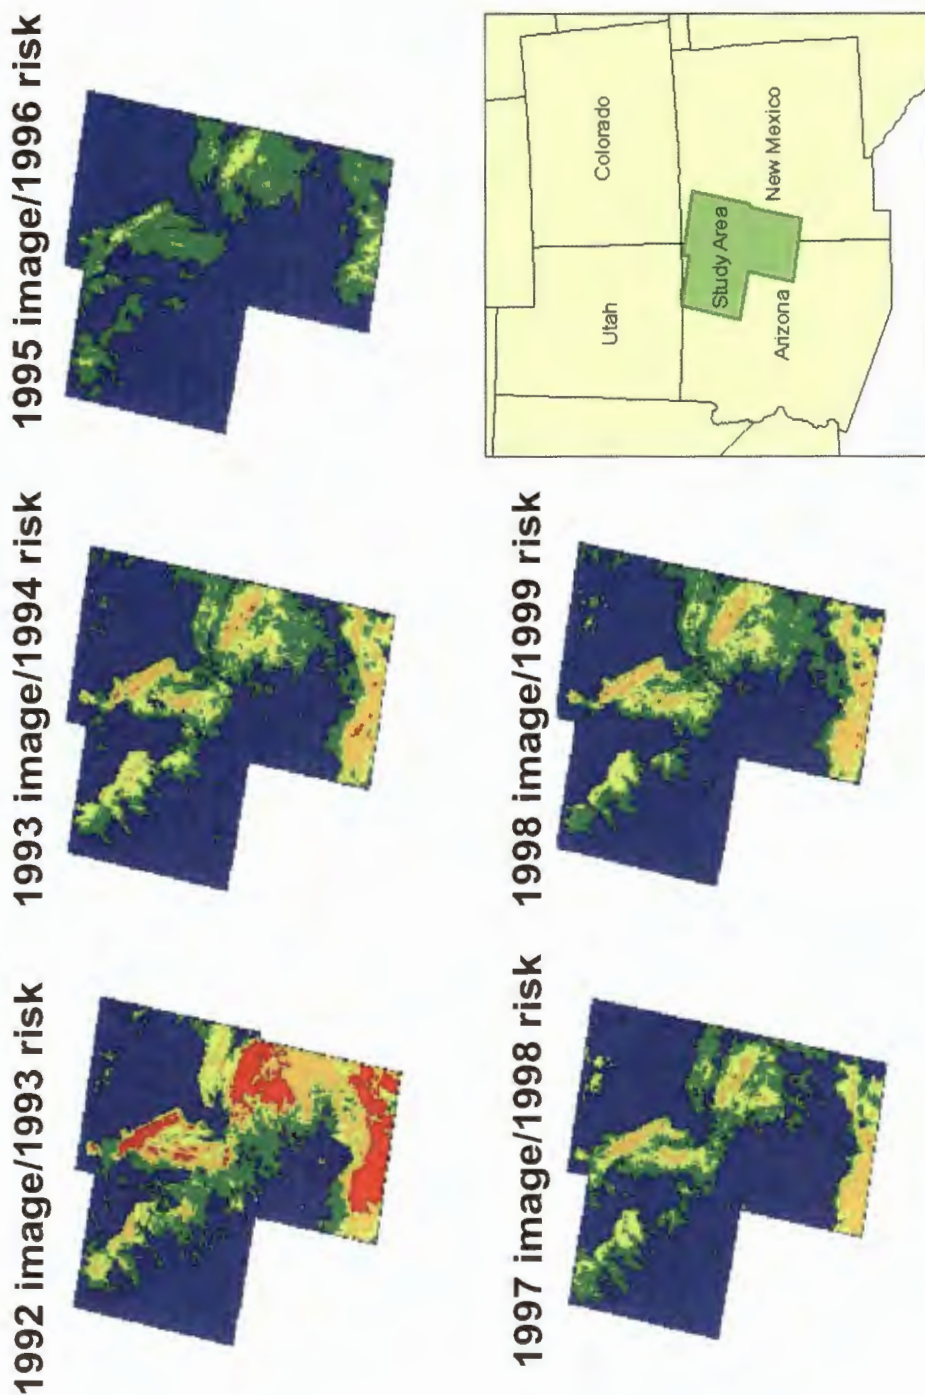 1992 image/1993 risk
1993 image/1994 risk
1995 image/1996 risk
1997 image/1998 risk
1998 image/1999 risk
Utah
Colorado
Study Area
Arizona
New Mexico